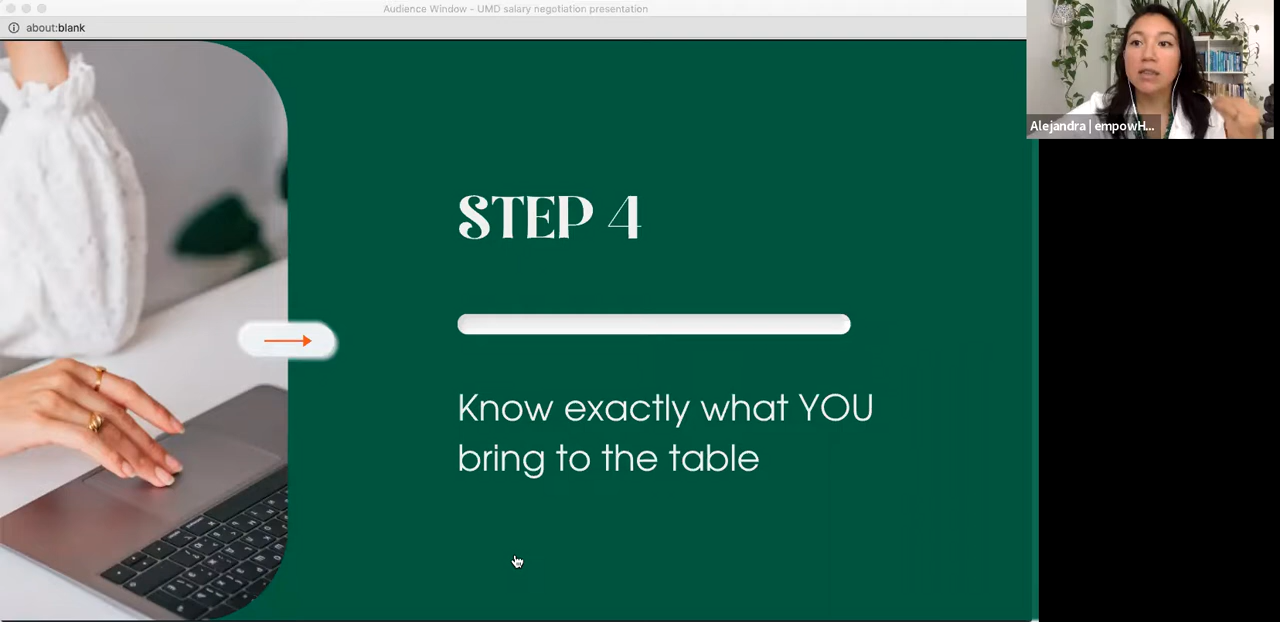 Audience Window - UMD salary negotiation presentation
about:blank
Alejandra | empowH...
STEP 4
Know exactly what YOU
bring to the table